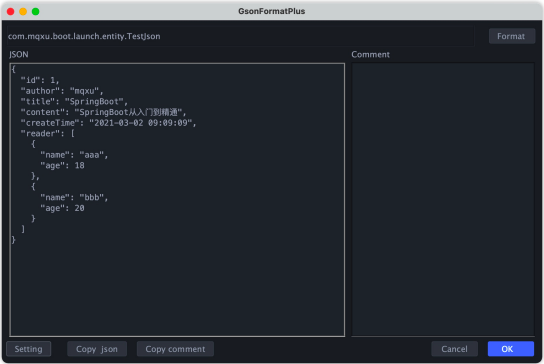 GsonFormatPlus
com.mqxu.boot.launch.entity.TestJson
Format
JSON
Comment
{
  "id": 1,
  "author": "mqxu",
  "title": "SpringBoot",
  "content": "SpringBoot从入门到精通",
  "createTime": "2021-03-02 09:09:09",
  "reader": [
    {
      "name": "aaa",
      "age": 18
    },
    {
      "name": "bbb",
      "age": 20
    }
  ]
}
Setting
Copy json
Copy comment
Cancel
OK